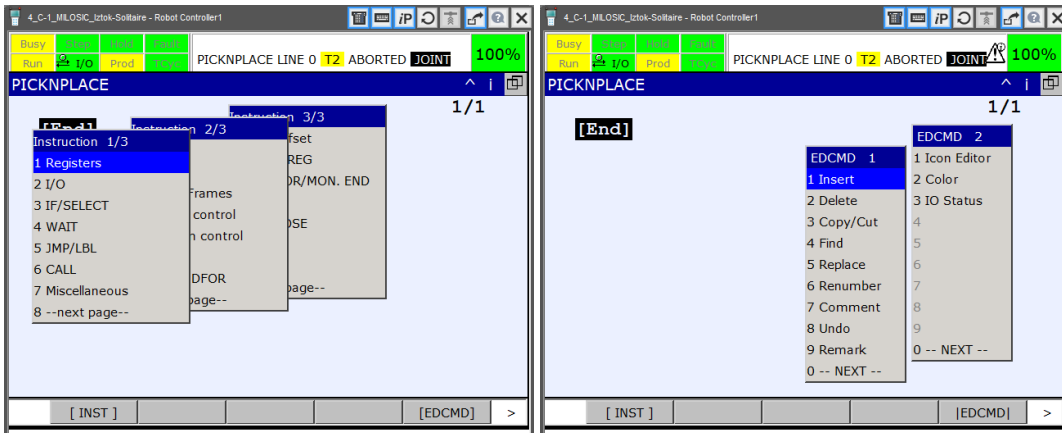 4_C-1_MILOSIC_Iztok-Solitaire - Robot Controller1
Busy Step Hold Fault
Run I/O Prod TCyc
PICKNPLACE LINE 0 T2 ABORTED JOINT
100%
PICKNPLACE
1/1
[End]
Instruction 1/3
1 Registers
2 I/O
3 IF/SELECT
4 WAIT
5 JMP/LBL
6 CALL
7 Miscellaneous
8 --next page--
Instruction 2/3
Frames
control
control
DFOR
page--
Instruction 3/3
fset
REG
OR/MON. END
OSE
page--
[ INST ]
[EDCMD]
>
4_C-1_MILOSIC_Iztok-Solitaire - Robot Controller1
Busy Step Hold Fault
Run I/O Prod TCyc
PICKNPLACE LINE 0 T2 ABORTED JOINT
100%
PICKNPLACE
1/1
[End]
EDCMD 1
1 Insert
2 Delete
3 Copy/Cut
4 Find
5 Replace
6 Renumber
7 Comment
8 Undo
9 Remark
0 -- NEXT --
EDCMD 2
1 Icon Editor
2 Color
3 IO Status
4
5
6
7
8
9
0 -- NEXT --
[ INST ]
|EDCMD|
>